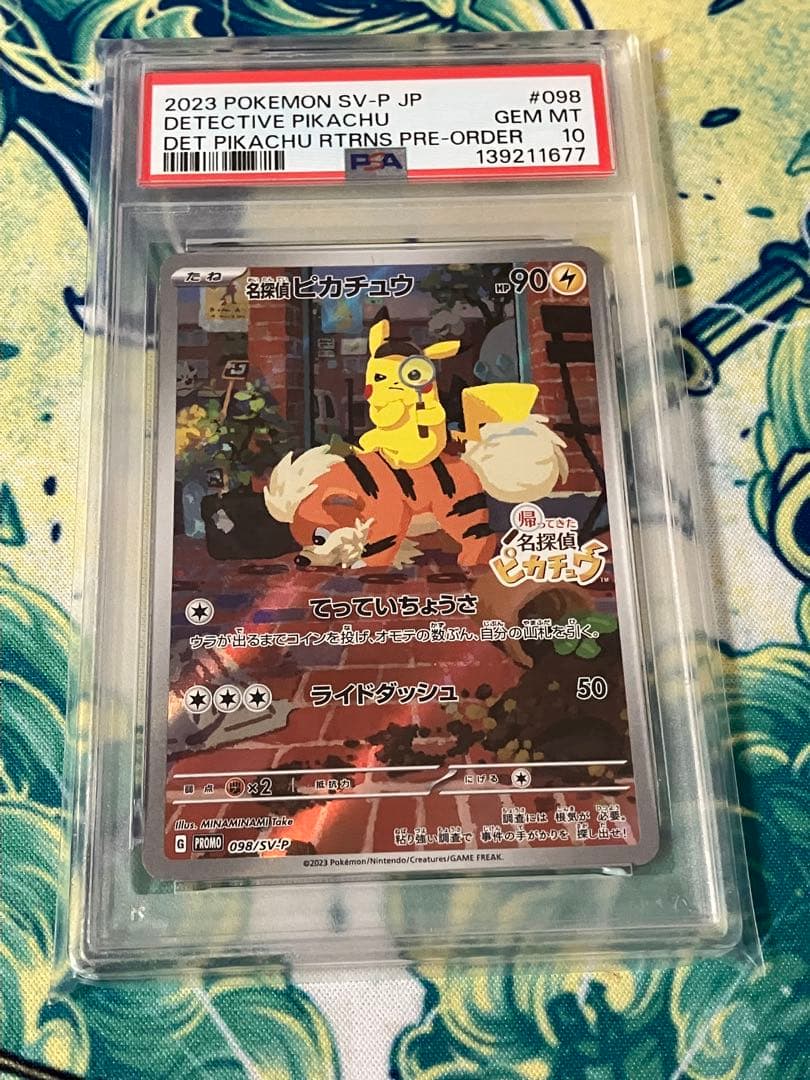 2023 POKEMON SV-P JP #098
DETECTIVE PIKACHU GEM MT
DET PIKACHU RTRNS PRE-ORDER 10
PSA 139211677
たね 名探偵ピカチュウ HP90
帰ってきた
名探偵
ピカチュウ
TM
てっていちょうさ
ウラが出るまでコインを投げ、オモテの数ぶん、自分の山札を引く。
ライドダッシュ 50
弱点 ×2 抵抗力 にげる
Illus. MINAMINAMI Take
調査には 根気が 必要。
粘り強い調査で 事件の手がかりを 探し出せ!
G PROMO 098/SV-P
©2023 Pokémon/Nintendo/Creatures/GAME FREAK.